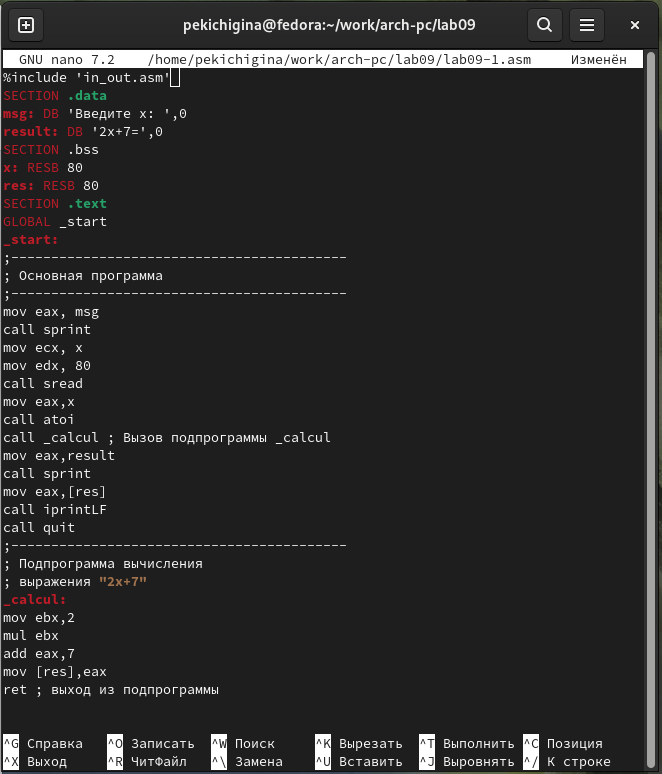 pekichigina@fedora:~/work/arch-pc/lab09
GNU nano 7.2 /home/pekichigina/work/arch-pc/lab09/lab09-1.asm Изменён
%include 'in_out.asm'
SECTION .data
msg: DB 'Введите x: ',0
result: DB '2x+7=',0
SECTION .bss
x: RESB 80
res: RESB 80
SECTION .text
GLOBAL _start
_start:
;------------------------------------------
; Основная программа
;------------------------------------------
mov eax, msg
call sprint
mov ecx, x
mov edx, 80
call sread
mov eax,x
call atoi
call _calcul ; Вызов подпрограммы _calcul
mov eax,result
call sprint
mov eax,[res]
call iprintLF
call quit
;------------------------------------------
; Подпрограмма вычисления
; выражения "2x+7"
_calcul:
mov ebx,2
mul ebx
add eax,7
mov [res],eax
ret ; выход из подпрограммы
^G Справка ^O Записать ^W Поиск ^K Вырезать ^T Выполнить ^C Позиция
^X Выход ^R ЧитФайл ^\ Замена ^U Вставить ^J Выровнять ^/ К строке